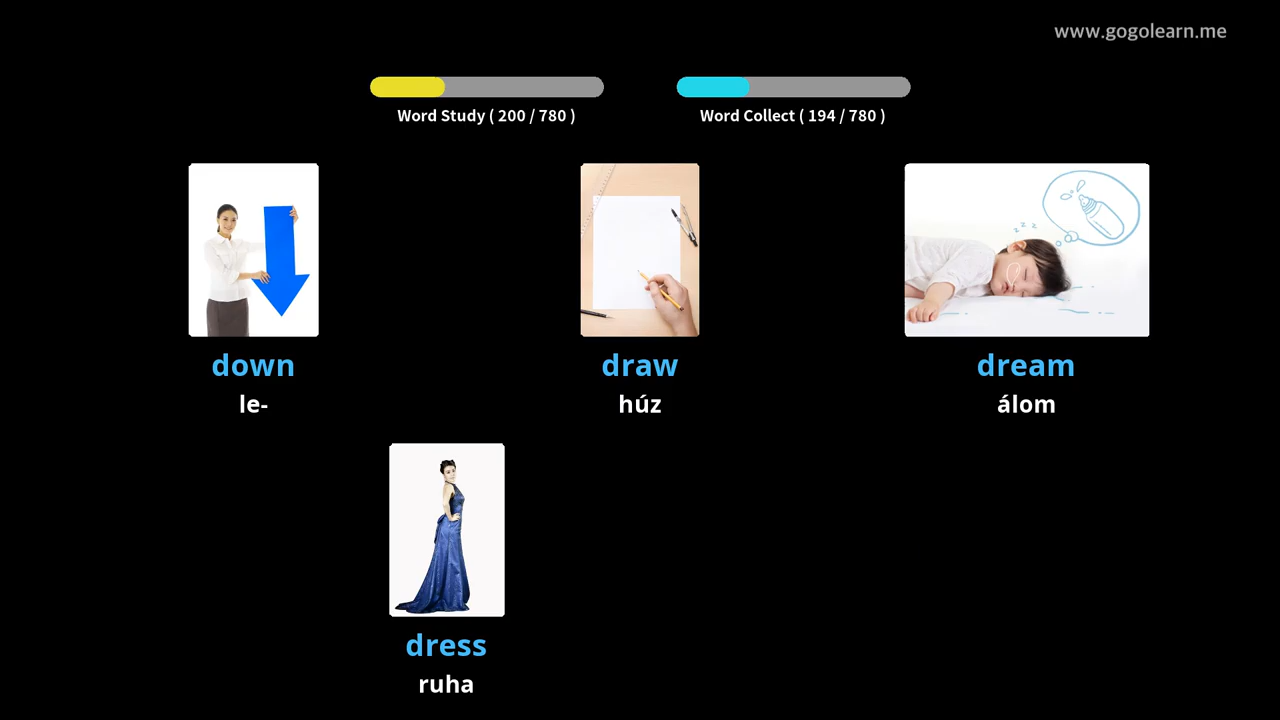 www.gogolearn.me
Word Study ( 200 / 780 )
Word Collect ( 194 / 780 )
down
le-
draw
húz
dream
álom
dress
ruha